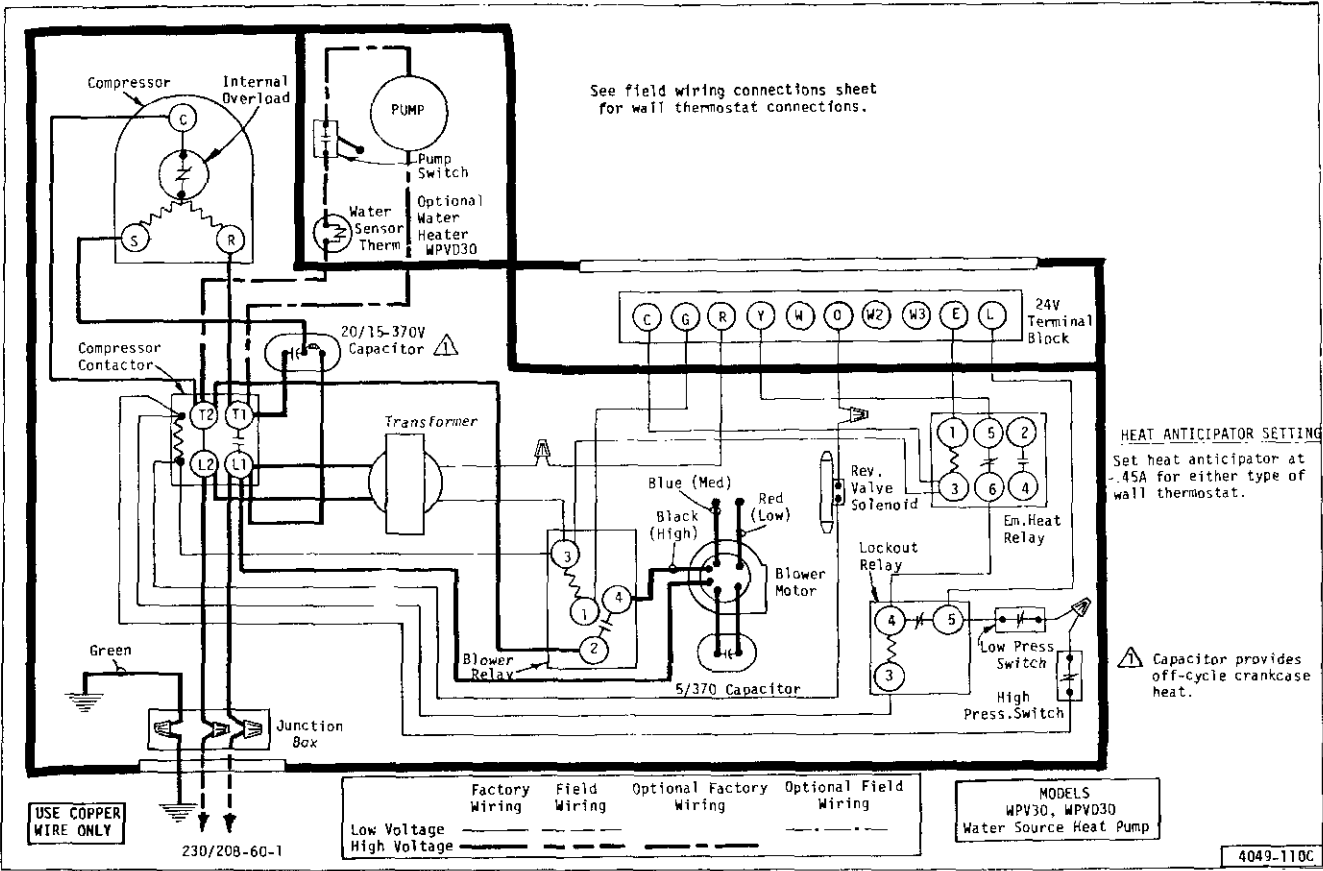 Compressor
Internal
Overload
C
S
R
PUMP
Pump
Switch
Water
Sensor
Therm
Optional
Water
Heater
WPVD30
See field wiring connections sheet
for wall thermostat connections.
C G R Y W O W2 W3 E L
24V
Terminal
Block
20/15-370V
Capacitor 1
Compressor
Contactor
T2 T1
L2 L1
Transformer
Blue (Med)
Black
(High)
Red
(Low)
Blower
Motor
5/370 Capacitor
Rev.
Valve
Solenoid
1 5 2
3 6 4
Em.Heat
Relay
HEAT ANTICIPATOR SETTING
Set heat anticipator at
.45A for either type of
wall thermostat.
3
4
1
2
Blower
Relay
Lockout
Relay
4 5
3
Low Press
Switch
High
Press.Switch
1 Capacitor provides
off-cycle crankcase
heat.
Green
Junction
Box
USE COPPER
WIRE ONLY
230/208-60-1
Factory Wiring
Field Wiring
Optional Factory Wiring
Optional Field Wiring
Low Voltage
High Voltage
MODELS
WPV30, WPVD30
Water Source Heat Pump
4049-110C